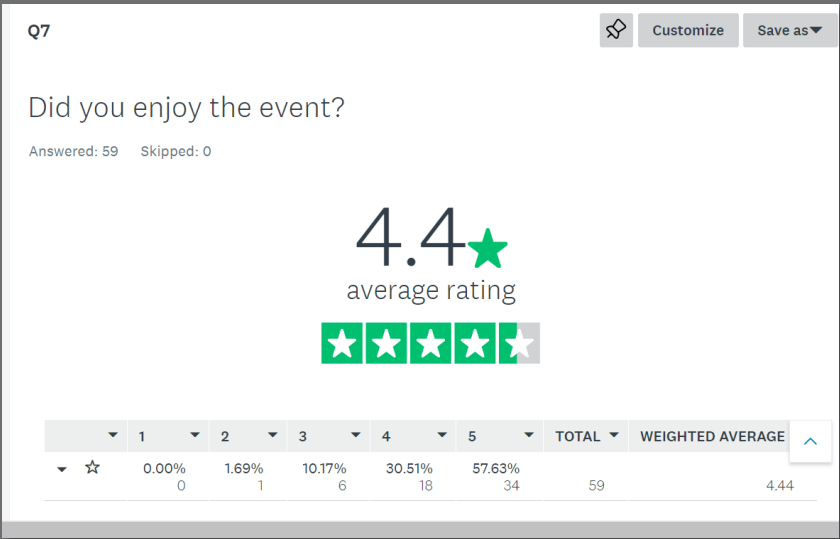 Q7
Customize
Save as
Did you enjoy the event?
Answered: 59 Skipped: 0
4.4
average rating
1 2 3 4 5 TOTAL WEIGHTED AVERAGE
0.00% 1.69% 10.17% 30.51% 57.63%
0 1 6 18 34 59 4.44